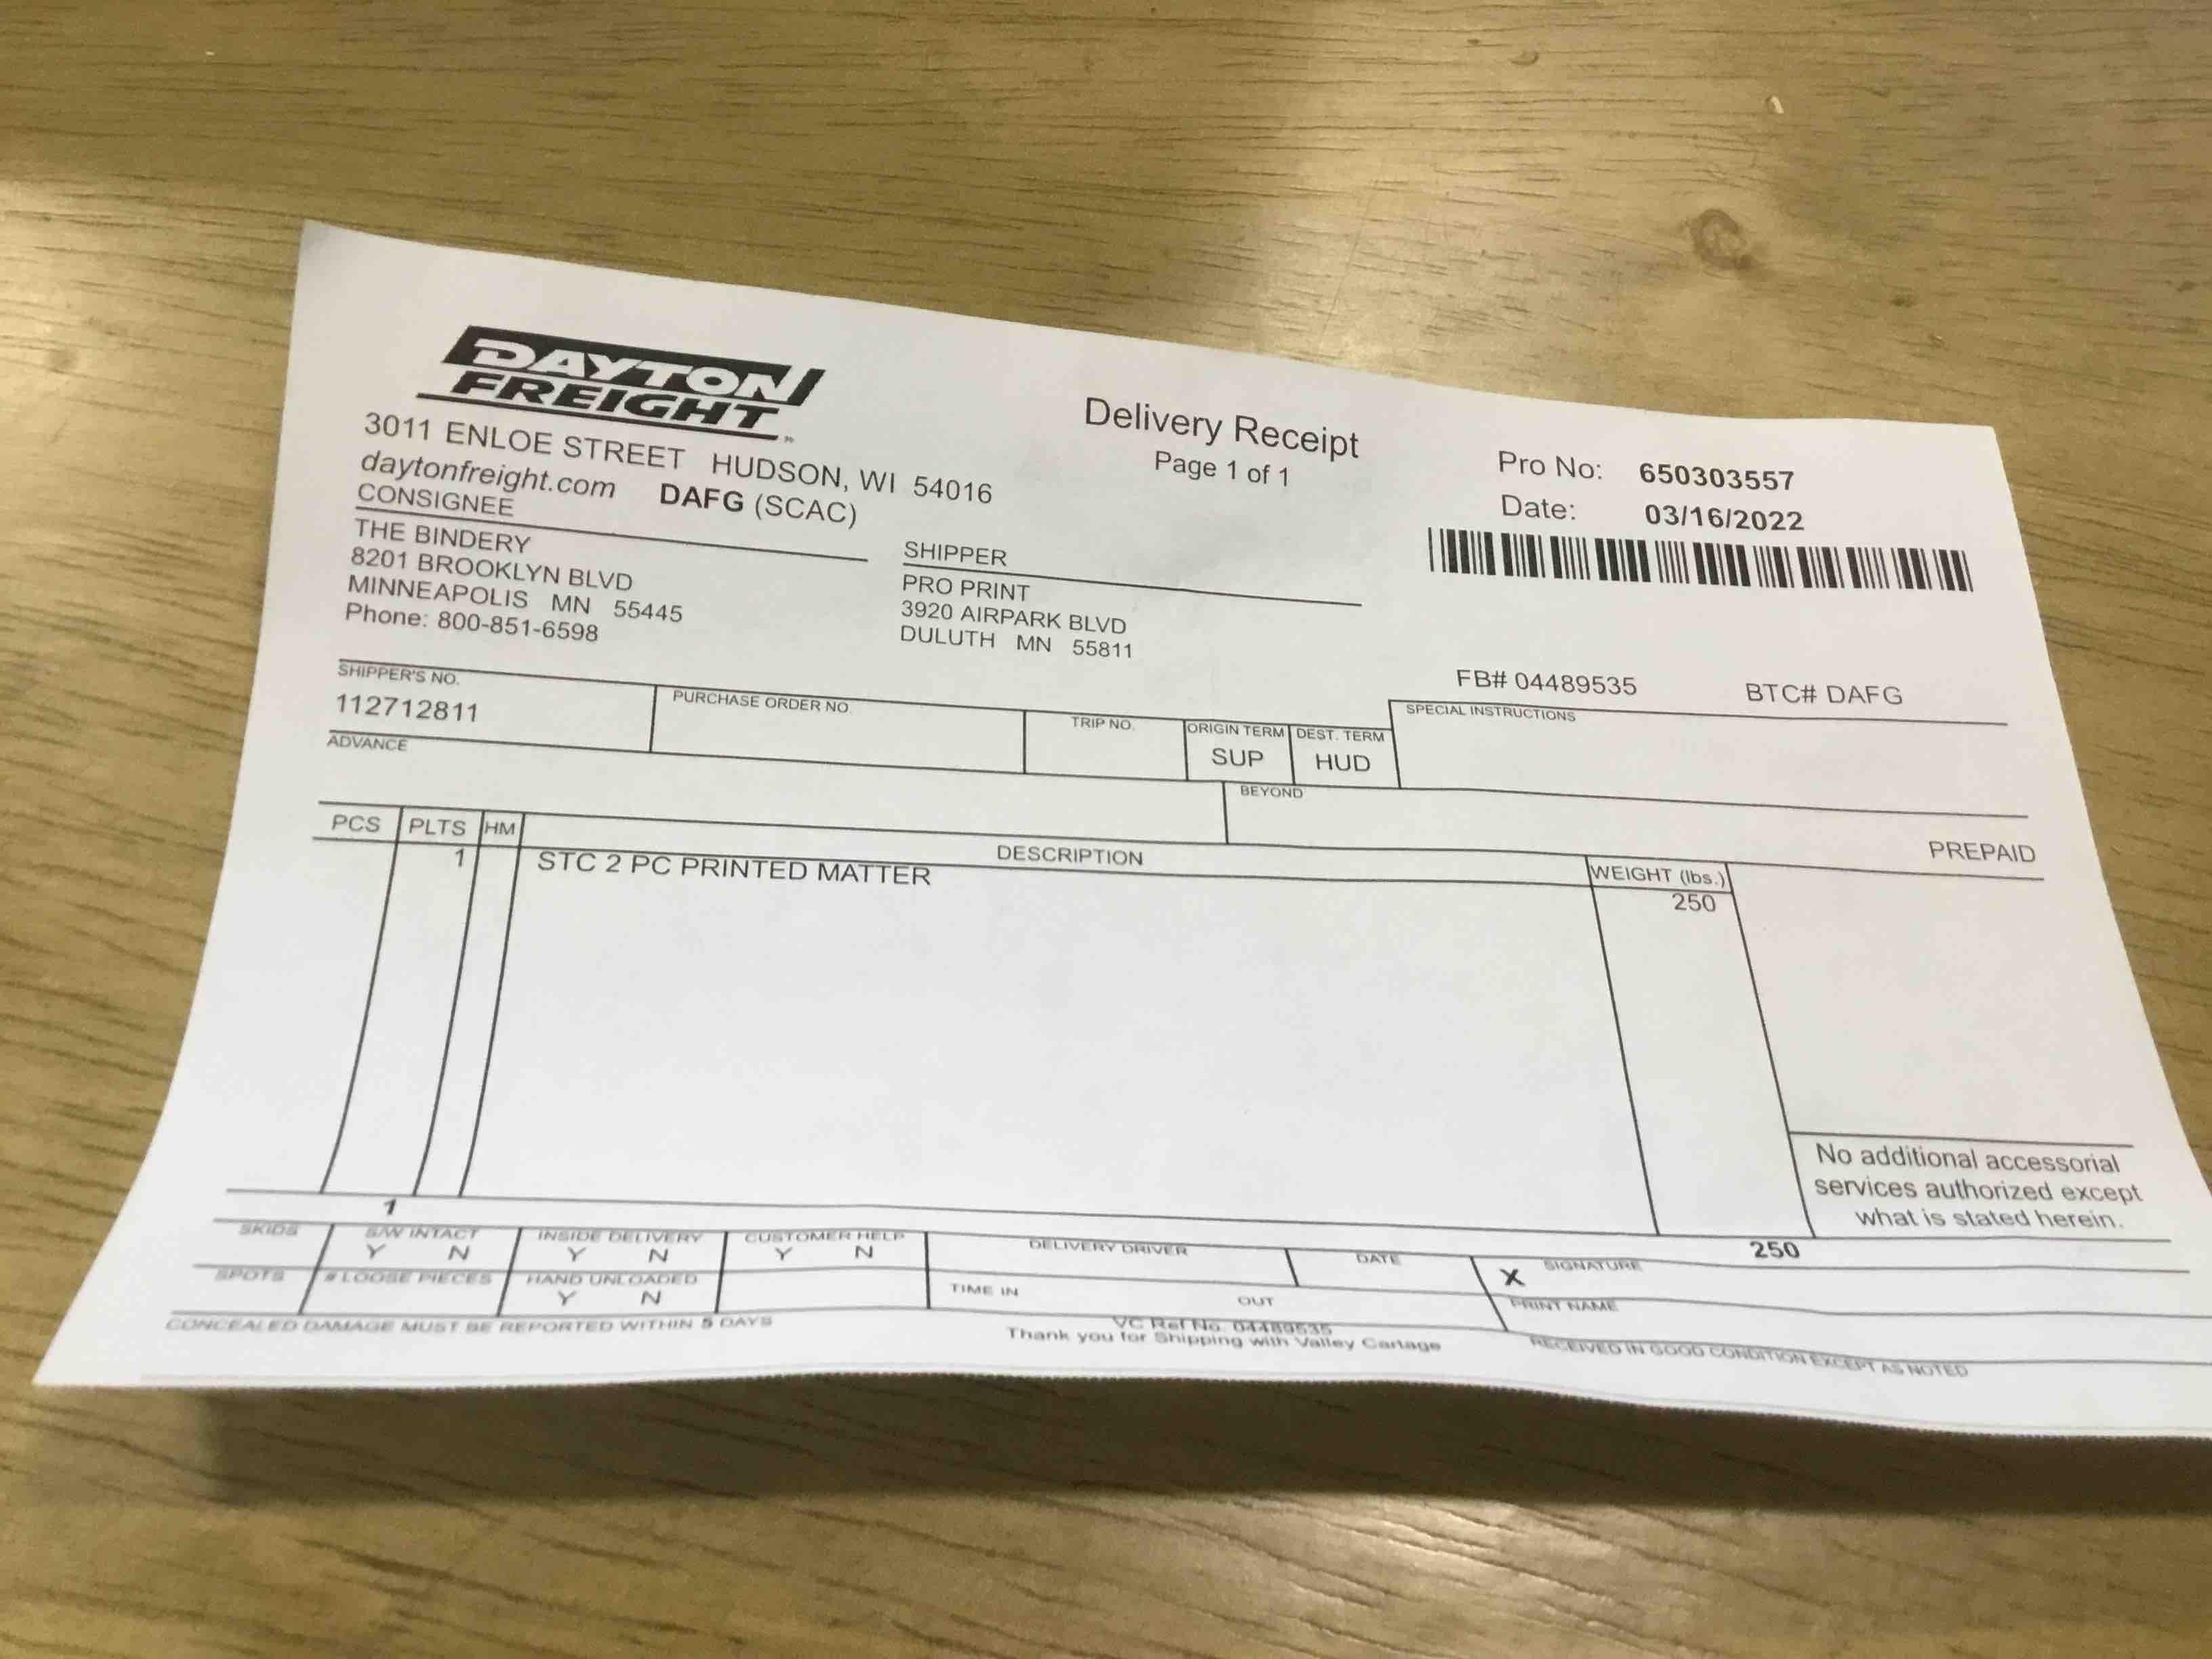 DAYTON
FREIGHT
3011 ENLOE STREET HUDSON, WI 54016
daytonfreight.com DAFG (SCAC)
Delivery Receipt
Page 1 of 1
Pro No: 650303557
Date: 03/16/2022
CONSIGNEE
THE BINDERY
8201 BROOKLYN BLVD
MINNEAPOLIS MN 55445
Phone: 800-851-6598
SHIPPER
PRO PRINT
3920 AIRPARK BLVD
DULUTH MN 55811
FB# 04489535 BTC# DAFG
SHIPPER'S NO.
112712811
PURCHASE ORDER NO.
TRIP NO.
ORIGIN TERM
SUP
DEST. TERM
HUD
SPECIAL INSTRUCTIONS
ADVANCE
BEYOND
PREPAID
PCS PLTS HM DESCRIPTION WEIGHT (lbs.)
1 STC 2 PC PRINTED MATTER 250
No additional accessorial
services authorized except
what is stated herein.
1 250
SKIDS
S/W INTACT
Y N
INSIDE DELIVERY
Y N
CUSTOMER HELP
Y N
DELIVERY DRIVER
DATE
X SIGNATURE
SPOTS
# LOOSE PIECES
HAND UNLOADED
Y N
TIME IN OUT
PRINT NAME
CONCEALED DAMAGE MUST BE REPORTED WITHIN 5 DAYS
VC Ref No. 04489535
Thank you for Shipping with Valley Cartage
RECEIVED IN GOOD CONDITION EXCEPT AS NOTED